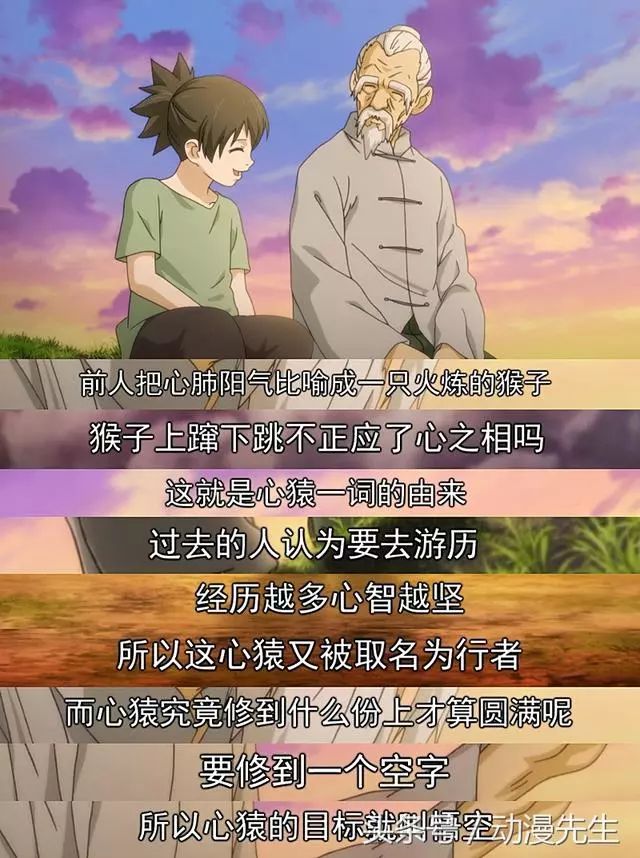 前人把心肺阳气比喻成一只火炼的猴子
猴子上蹿下跳不正应了心之相吗
这就是心猿一词的由来
过去的人认为要去游历
经历越多心智越坚
所以这心猿又被取名为行者
而心猿究竟修到什么份上才算圆满呢
要修到一个空字
所以心猿的目标就叫悟空
头条号 / 动漫先生